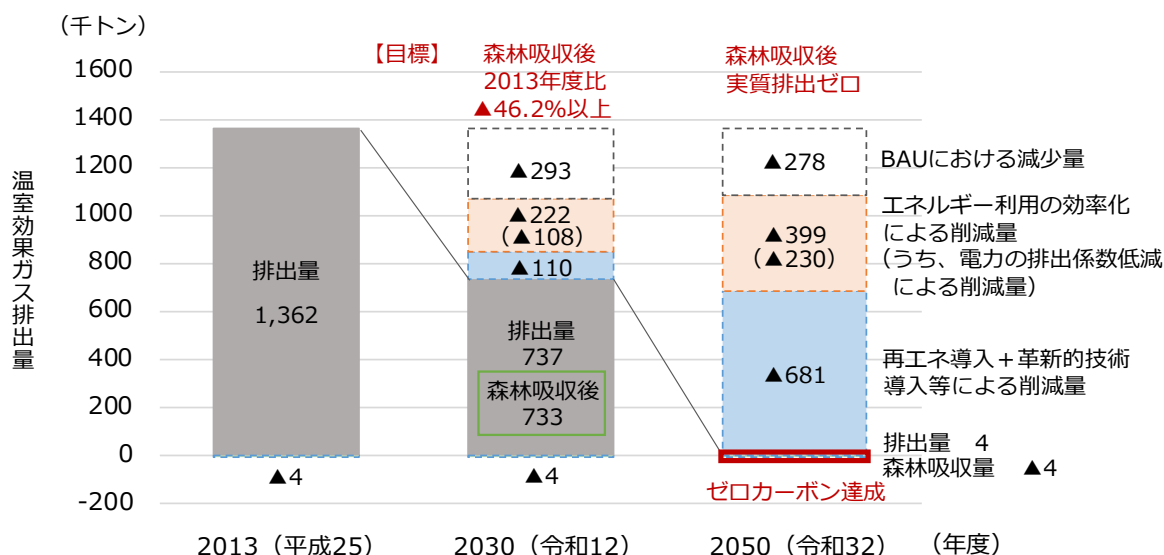 （千トン）
【目標】
森林吸収後
2013年度比
▲46.2%以上
森林吸収後
実質排出ゼロ
1600
1400
1200
1000
800
600
400
200
0
-200
温室効果ガス排出量
排出量
1,362
▲4
▲293
▲222
（▲108）
▲110
排出量
737
森林吸収後
733
▲4
▲278
▲399
（▲230）
▲681
ゼロカーボン達成
BAUにおける減少量
エネルギー利用の効率化
による削減量
（うち、電力の排出係数低減
による削減量）
再エネ導入＋革新的技術
導入等による削減量
排出量　4
森林吸収量　▲4
2013（平成25）
2030（令和12）
2050（令和32）
（年度）